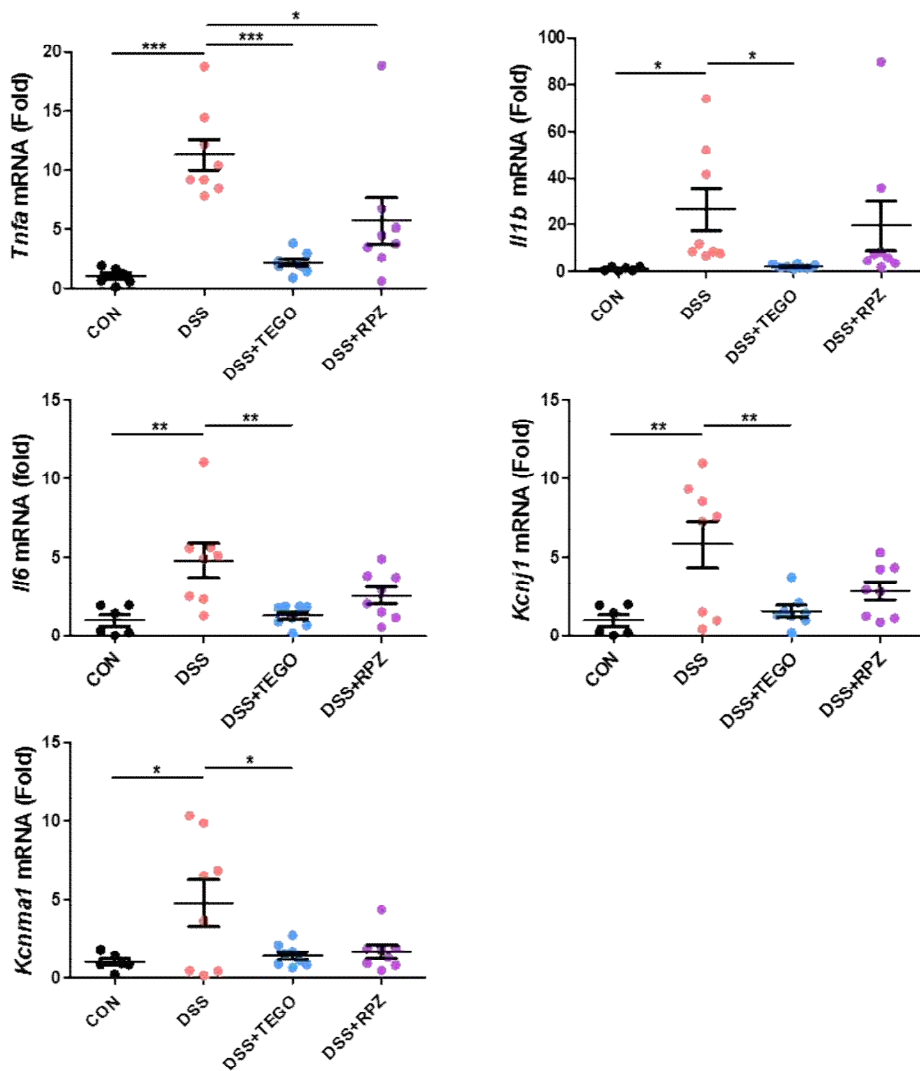 *
*** ***
20
15
10
5
0
Tnfa mRNA (Fold)
CON
DSS
DSS+TEGO
DSS+RPZ
* *
100
80
60
40
20
0
Il1b mRNA (Fold)
CON
DSS
DSS+TEGO
DSS+RPZ
** **
15
10
5
0
Il6 mRNA (fold)
CON
DSS
DSS+TEGO
DSS+RPZ
** **
15
10
5
0
Kcnj1 mRNA (Fold)
CON
DSS
DSS+TEGO
DSS+RPZ
* *
15
10
5
0
Kcnma1 mRNA (Fold)
CON
DSS
DSS+TEGO
DSS+RPZ